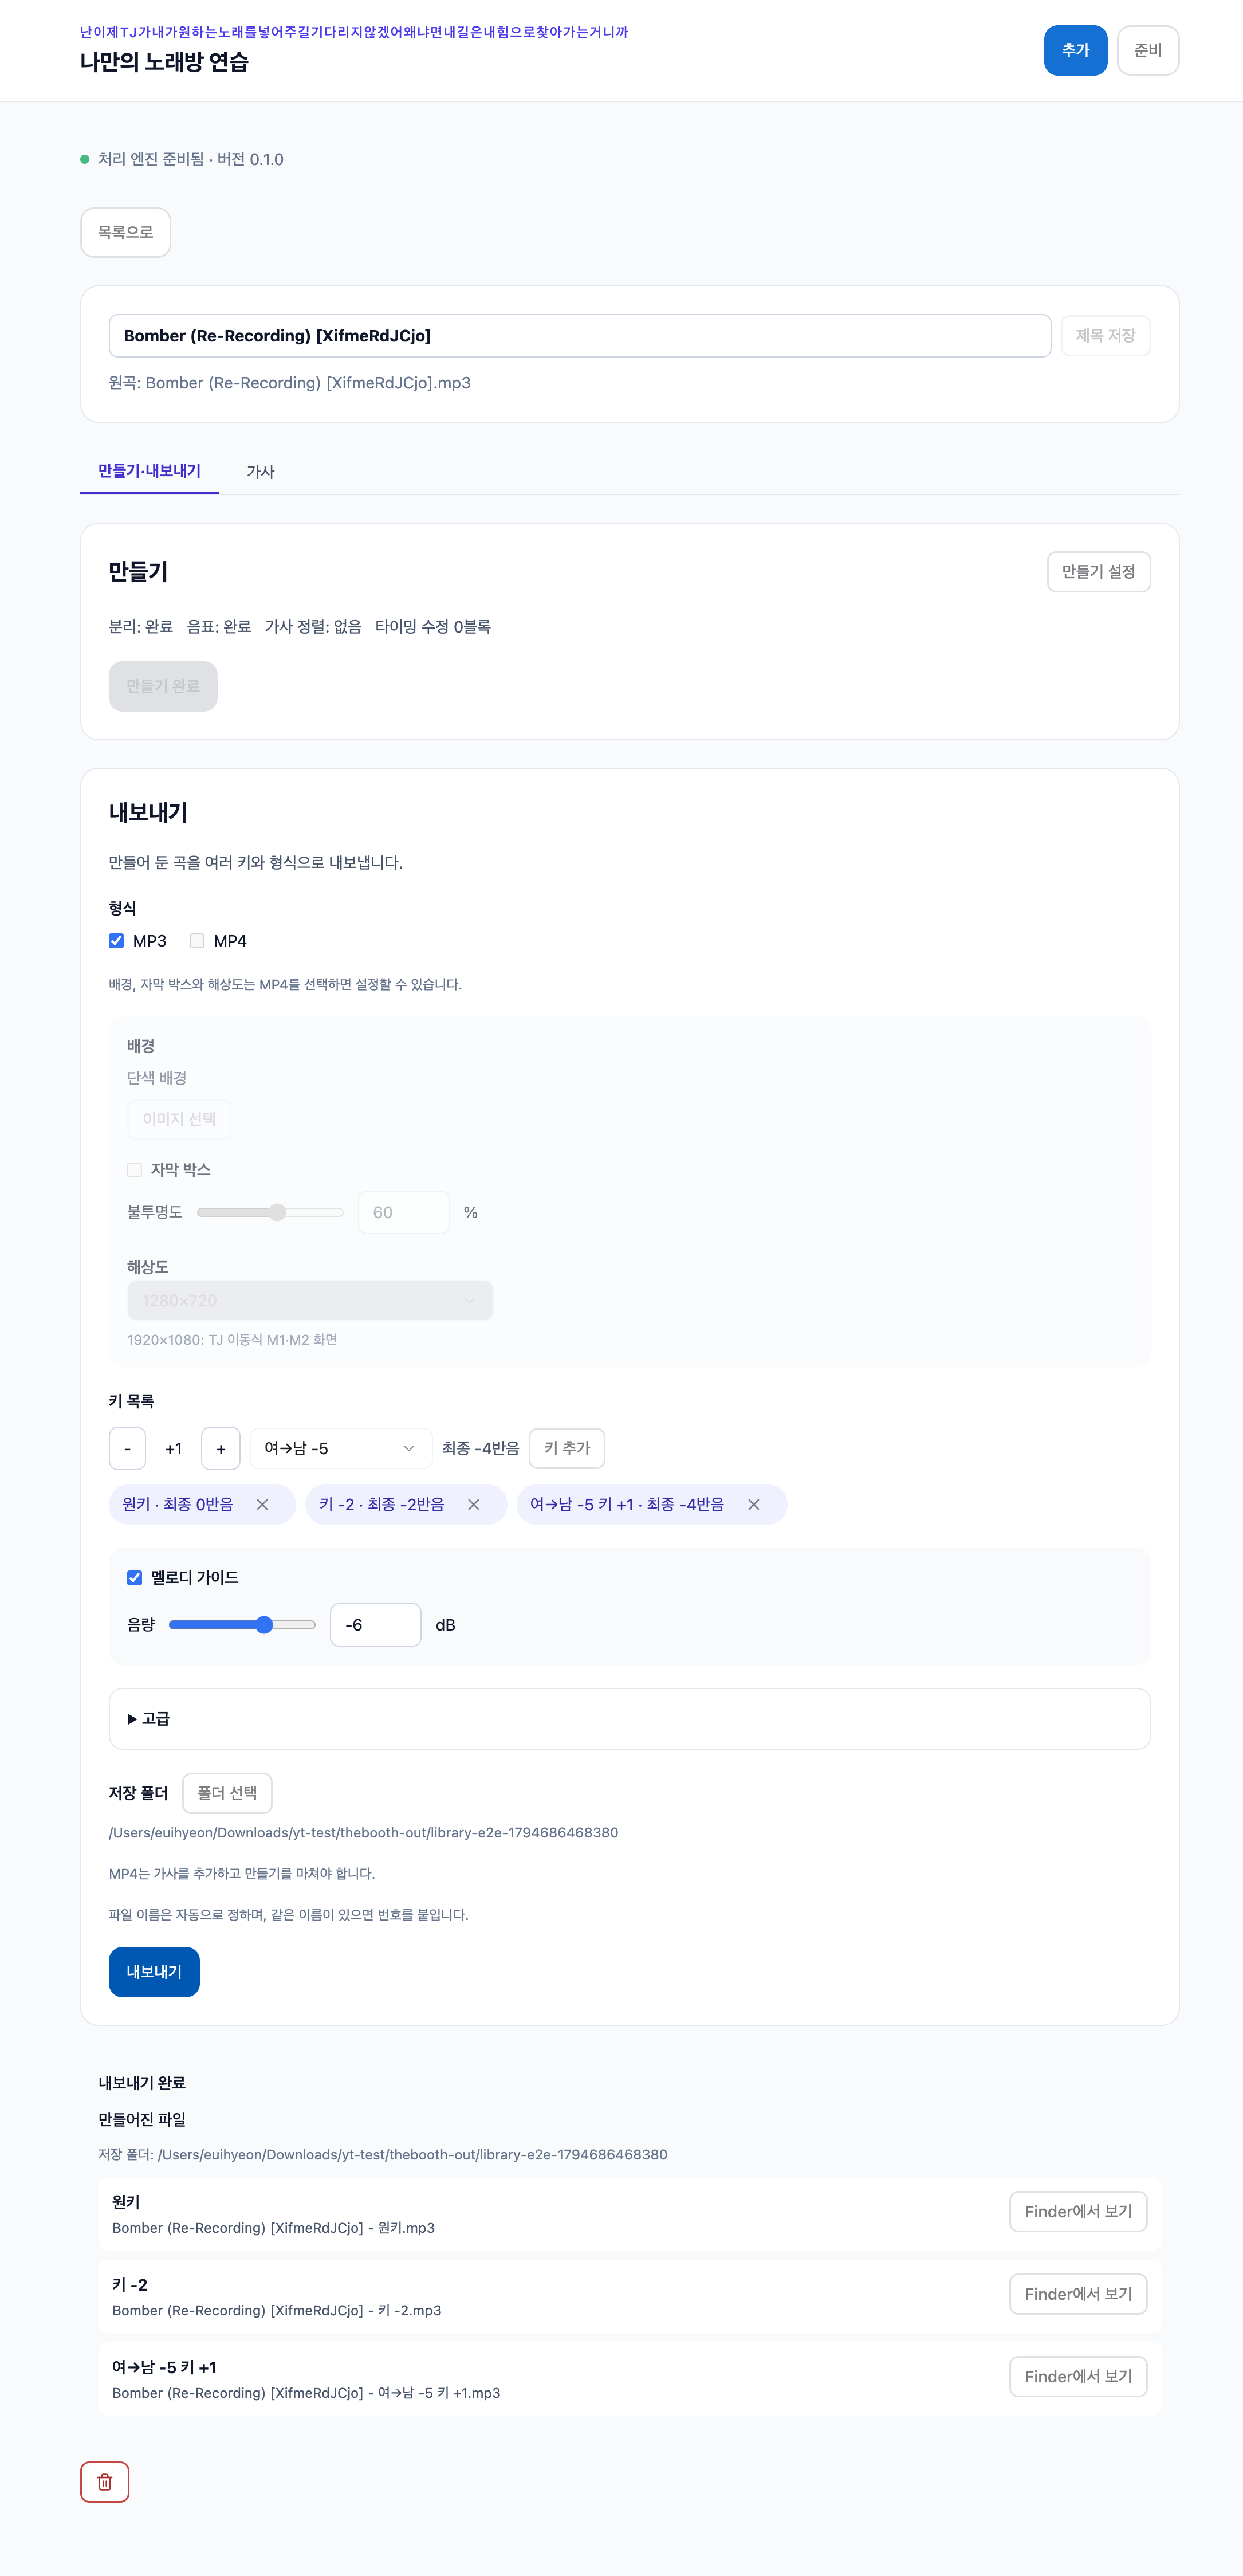 난이제TJ가내가원하는노래를넣어주길기다리지않겠어왜냐면내길은내힘으로찾아가는거니까
나만의 노래방 연습
추가
준비
처리 엔진 준비됨 · 버전 0.1.0
목록으로
Bomber (Re-Recording) [XifmeRdJCjo]
제목 저장
원곡: Bomber (Re-Recording) [XifmeRdJCjo].mp3
만들기·내보내기
가사
만들기
만들기 설정
분리: 완료 음표: 완료 가사 정렬: 없음 타이밍 수정 0블록
만들기 완료
내보내기
만들어 둔 곡을 여러 키와 형식으로 내보냅니다.
형식
MP3 MP4
배경, 자막 박스와 해상도는 MP4를 선택하면 설정할 수 있습니다.
배경
단색 배경
이미지 선택
자막 박스
불투명도 60 %
해상도
1280×720
1920×1080: TJ 이동식 M1·M2 화면
키 목록
- +1 + 여→남 -5 최종 -4반음 키 추가
원키 · 최종 0반음 × 키 -2 · 최종 -2반음 × 여→남 -5 키 +1 · 최종 -4반음 ×
멜로디 가이드
음량 -6 dB
▶ 고급
저장 폴더 폴더 선택
/Users/euihyeon/Downloads/yt-test/thebooth-out/library-e2e-1794686468380
MP4는 가사를 추가하고 만들기를 마쳐야 합니다.
파일 이름은 자동으로 정하며, 같은 이름이 있으면 번호를 붙입니다.
내보내기
내보내기 완료
만들어진 파일
저장 폴더: /Users/euihyeon/Downloads/yt-test/thebooth-out/library-e2e-1794686468380
원키
Bomber (Re-Recording) [XifmeRdJCjo] - 원키.mp3
Finder에서 보기
키 -2
Bomber (Re-Recording) [XifmeRdJCjo] - 키 -2.mp3
Finder에서 보기
여→남 -5 키 +1
Bomber (Re-Recording) [XifmeRdJCjo] - 여→남 -5 키 +1.mp3
Finder에서 보기